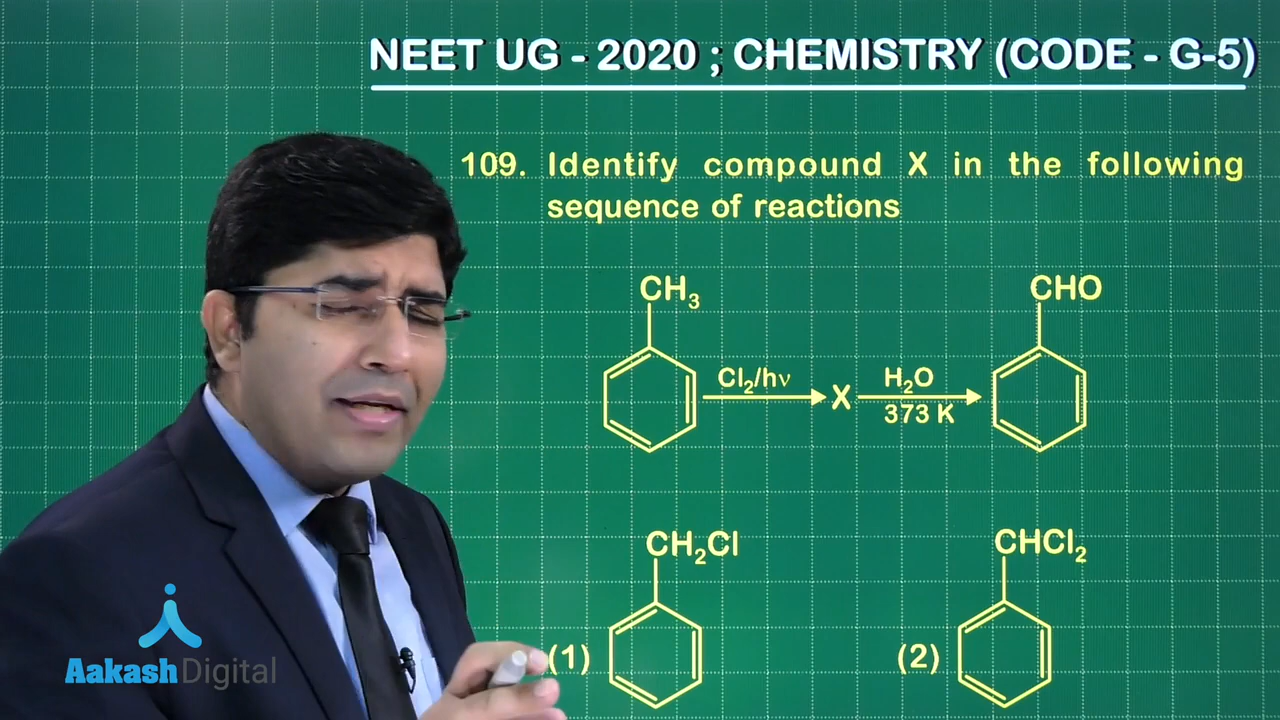 NEET UG - 2020 ; CHEMISTRY (CODE - G-5)
109. Identify compound X in the following
sequence of reactions
CH₃
CHO
Cl₂/hν
X
H₂O
373 K
CH₂Cl
CHCl₂
(1)
(2)
Aakash Digital